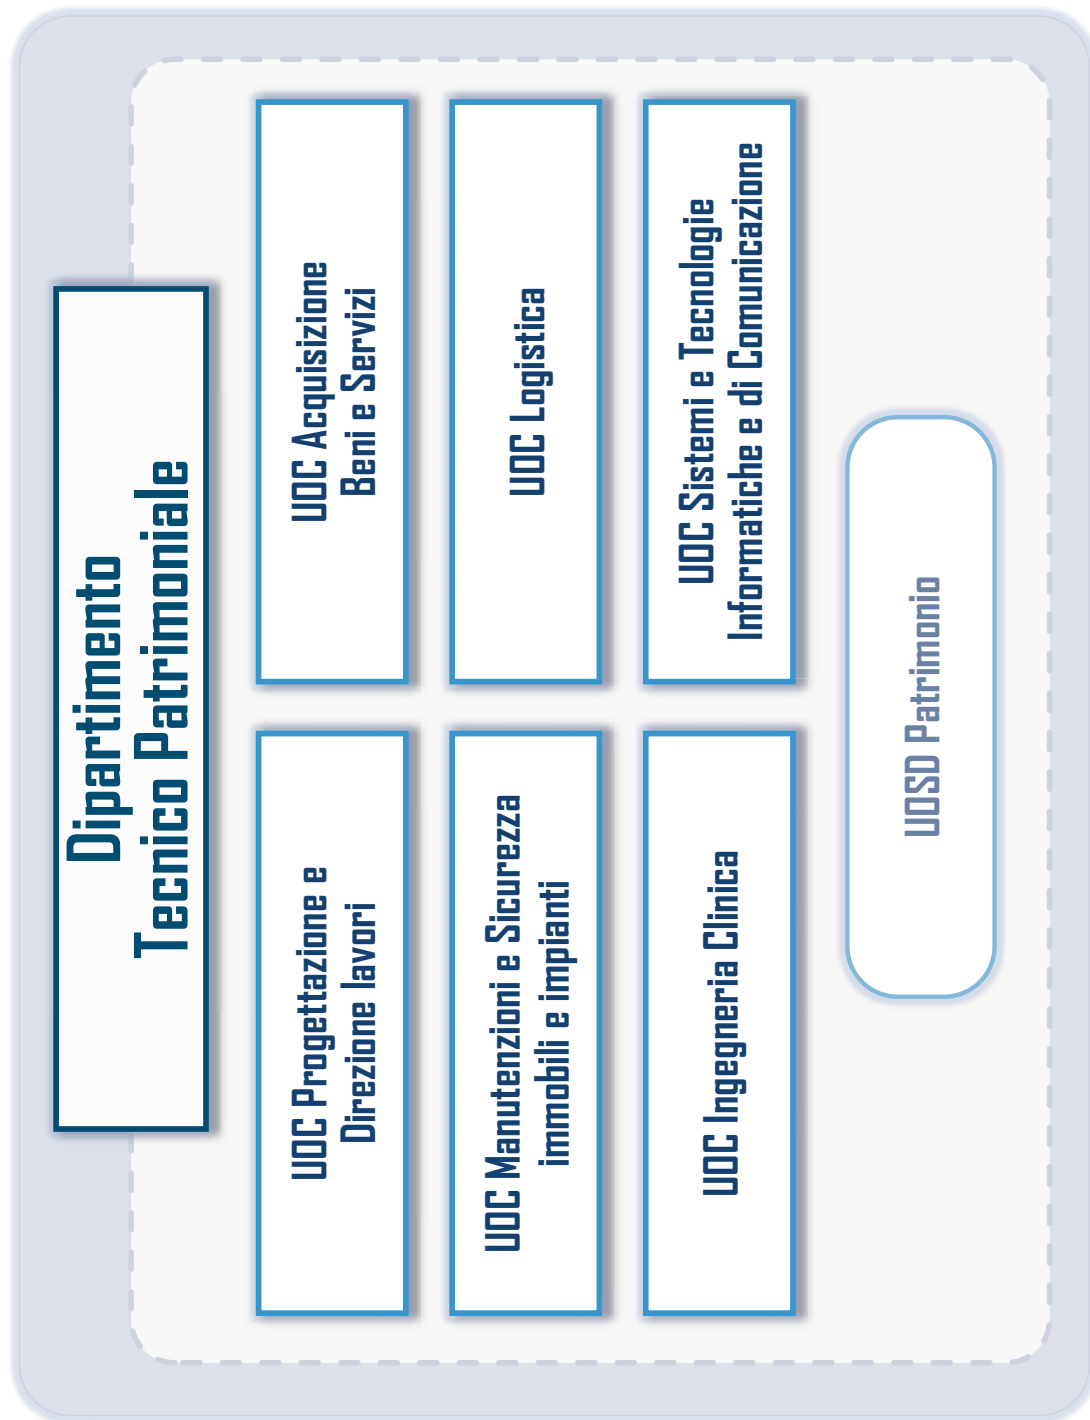 Dipartimento
Tecnico Patrimoniale
UOC Progettazione e
Direzione lavori
UOC Acquisizione
Beni e Servizi
UOC Manutenzioni e Sicurezza
immobili e impianti
UOC Logistica
UOC Ingegneria Clinica
UOC Sistemi e Tecnologie
Informatiche e di Comunicazione
UOSD Patrimonio